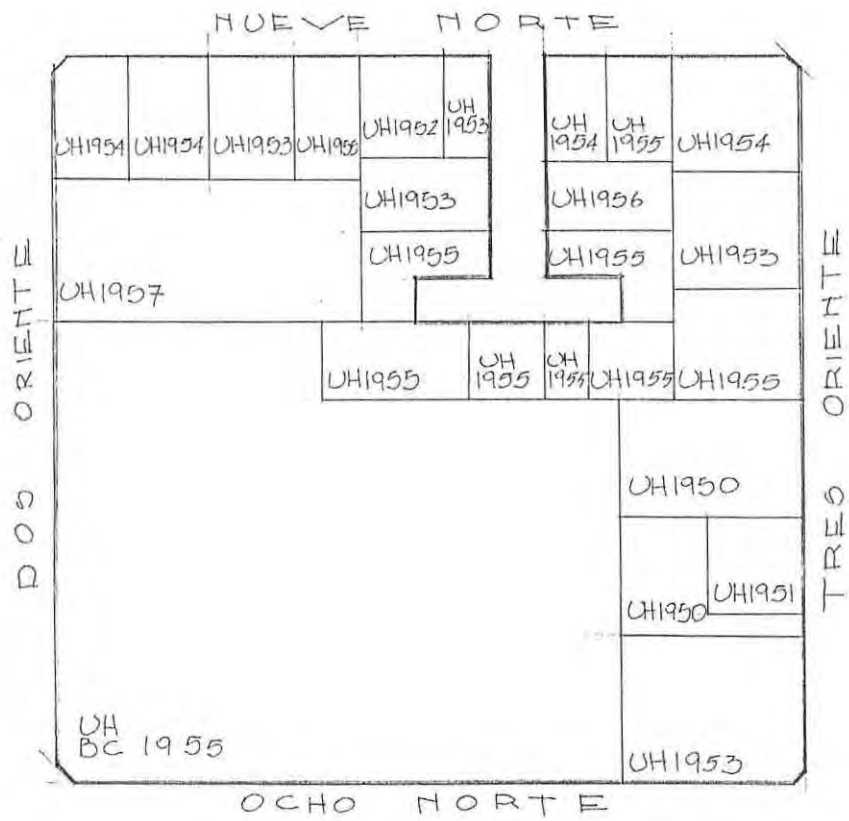 NUEVE NORTE
UH1954
UH1954
UH1953
UH1956
UH1952
UH
1953
UH
1954
UH
1955
UH1954
UH1953
UH1956
UH1955
UH1955
UH1953
UH1957
UH1955
UH
1955
UH
1955
UH1955
UH1955
DOS ORIENTE
TRES ORIENTE
UH1950
UH1950
UH1951
UH
BC 1955
UH1953
OCHO NORTE